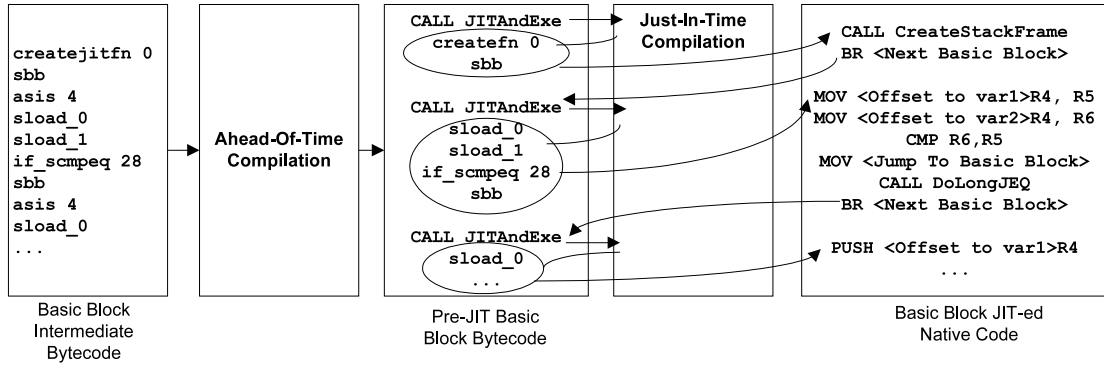 createjitfn 0
sbb
asis 4
sload_0
sload_1
if_scmpeq 28
sbb
asis 4
sload_0
...
Basic Block
Intermediate
Bytecode
Ahead-Of-Time
Compilation
CALL JITAndExe
createfn 0
sbb
CALL JITAndExe
sload_0
sload_1
if_scmpeq 28
sbb
CALL JITAndExe
sload_0
...
Pre-JIT Basic
Block Bytecode
Just-In-Time
Compilation
CALL CreateStackFrame
BR <Next Basic Block>
MOV <Offset to var1>R4, R5
MOV <Offset to var2>R4, R6
CMP R6,R5
MOV <Jump To Basic Block>
CALL DoLongJEQ
BR <Next Basic Block>
PUSH <Offset to var1>R4
...
Basic Block JIT-ed
Native Code